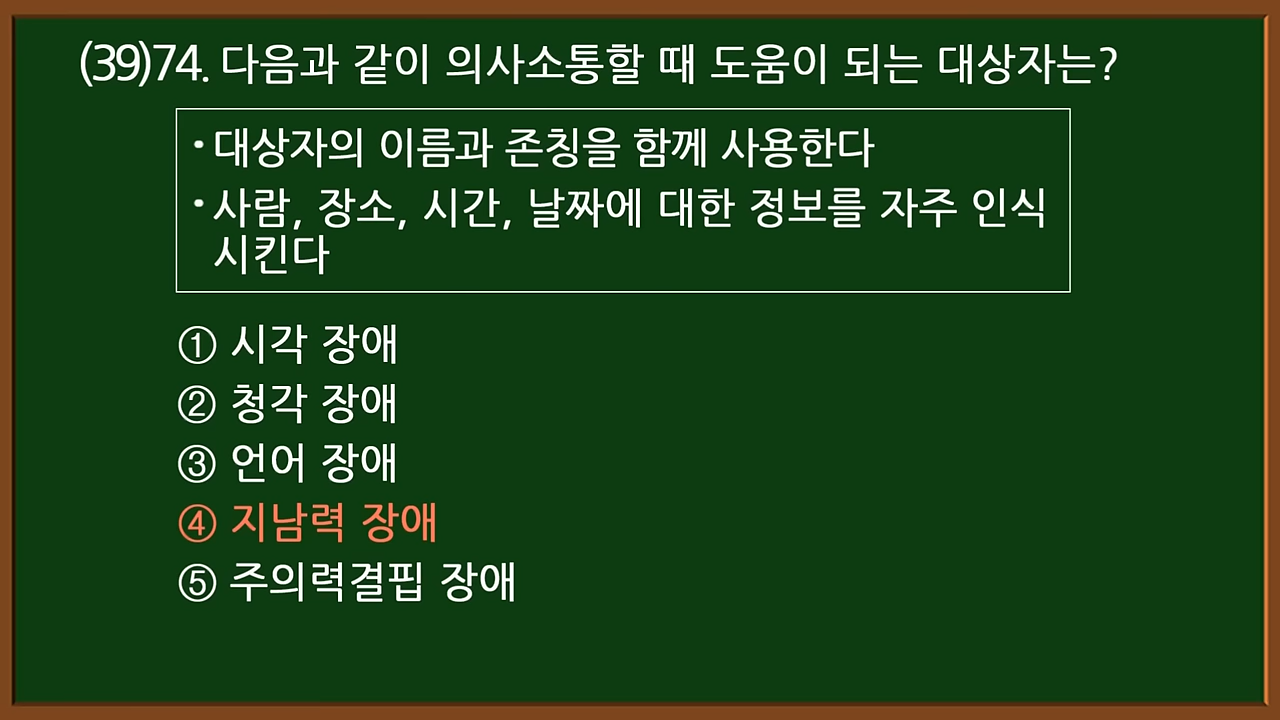 (39)74. 다음과 같이 의사소통할 때 도움이 되는 대상자는?
• 대상자의 이름과 존칭을 함께 사용한다
• 사람, 장소, 시간, 날짜에 대한 정보를 자주 인식
시킨다
① 시각 장애
② 청각 장애
③ 언어 장애
④ 지남력 장애
⑤ 주의력결핍 장애